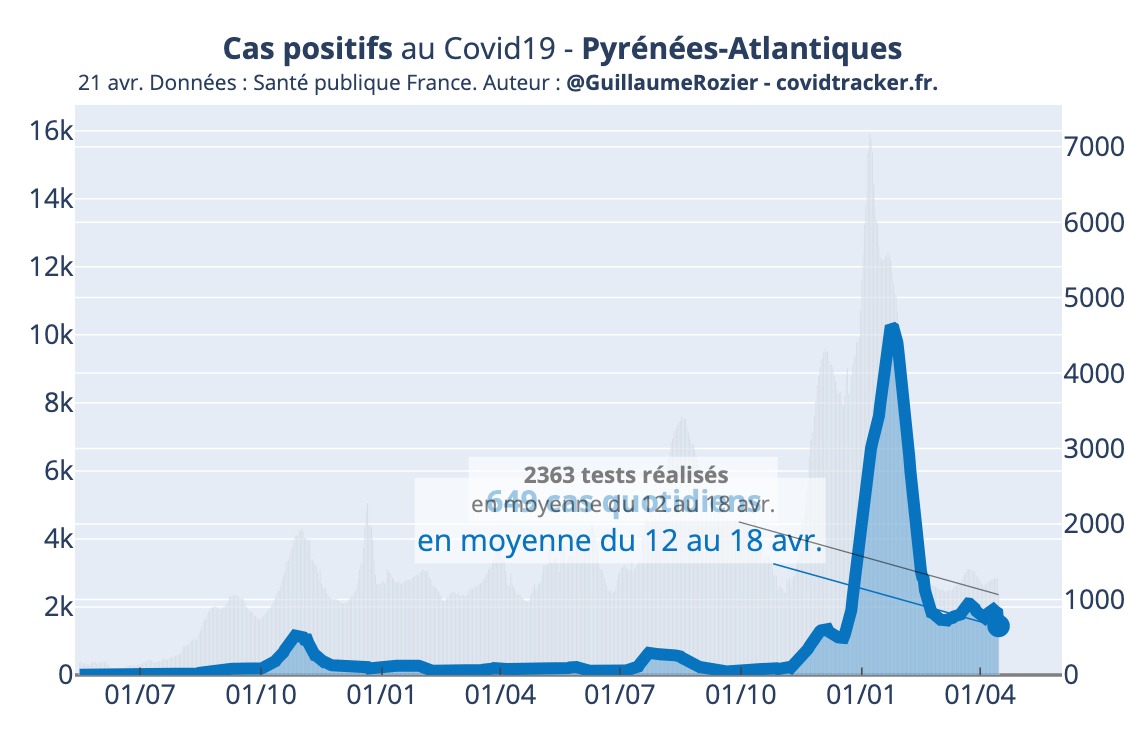 Cas positifs au Covid19 - Pyrénées-Atlantiques
21 avr. Données : Santé publique France. Auteur : @GuillaumeRozier - covidtracker.fr.
16k
14k
12k
10k
8k
6k
4k
2k
0
7000
6000
5000
4000
3000
2000
1000
0
2363 tests réalisés
en moyenne du 12 au 18 avr.
649 cas quotidiens
en moyenne du 12 au 18 avr.
01/07
01/10
01/01
01/04
01/07
01/10
01/01
01/04